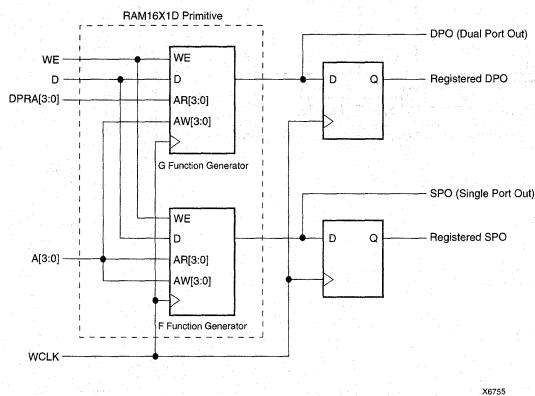 RAM16X1D Primitive
DPO (Dual Port Out)
WE
WE
D
D
D
Q
Registered DPO
DPRA[3:0]
AR[3:0]
AW[3:0]
G Function Generator
SPO (Single Port Out)
WE
D
D
Q
Registered SPO
A[3:0]
AR[3:0]
AW[3:0]
F Function Generator
WCLK
X6755